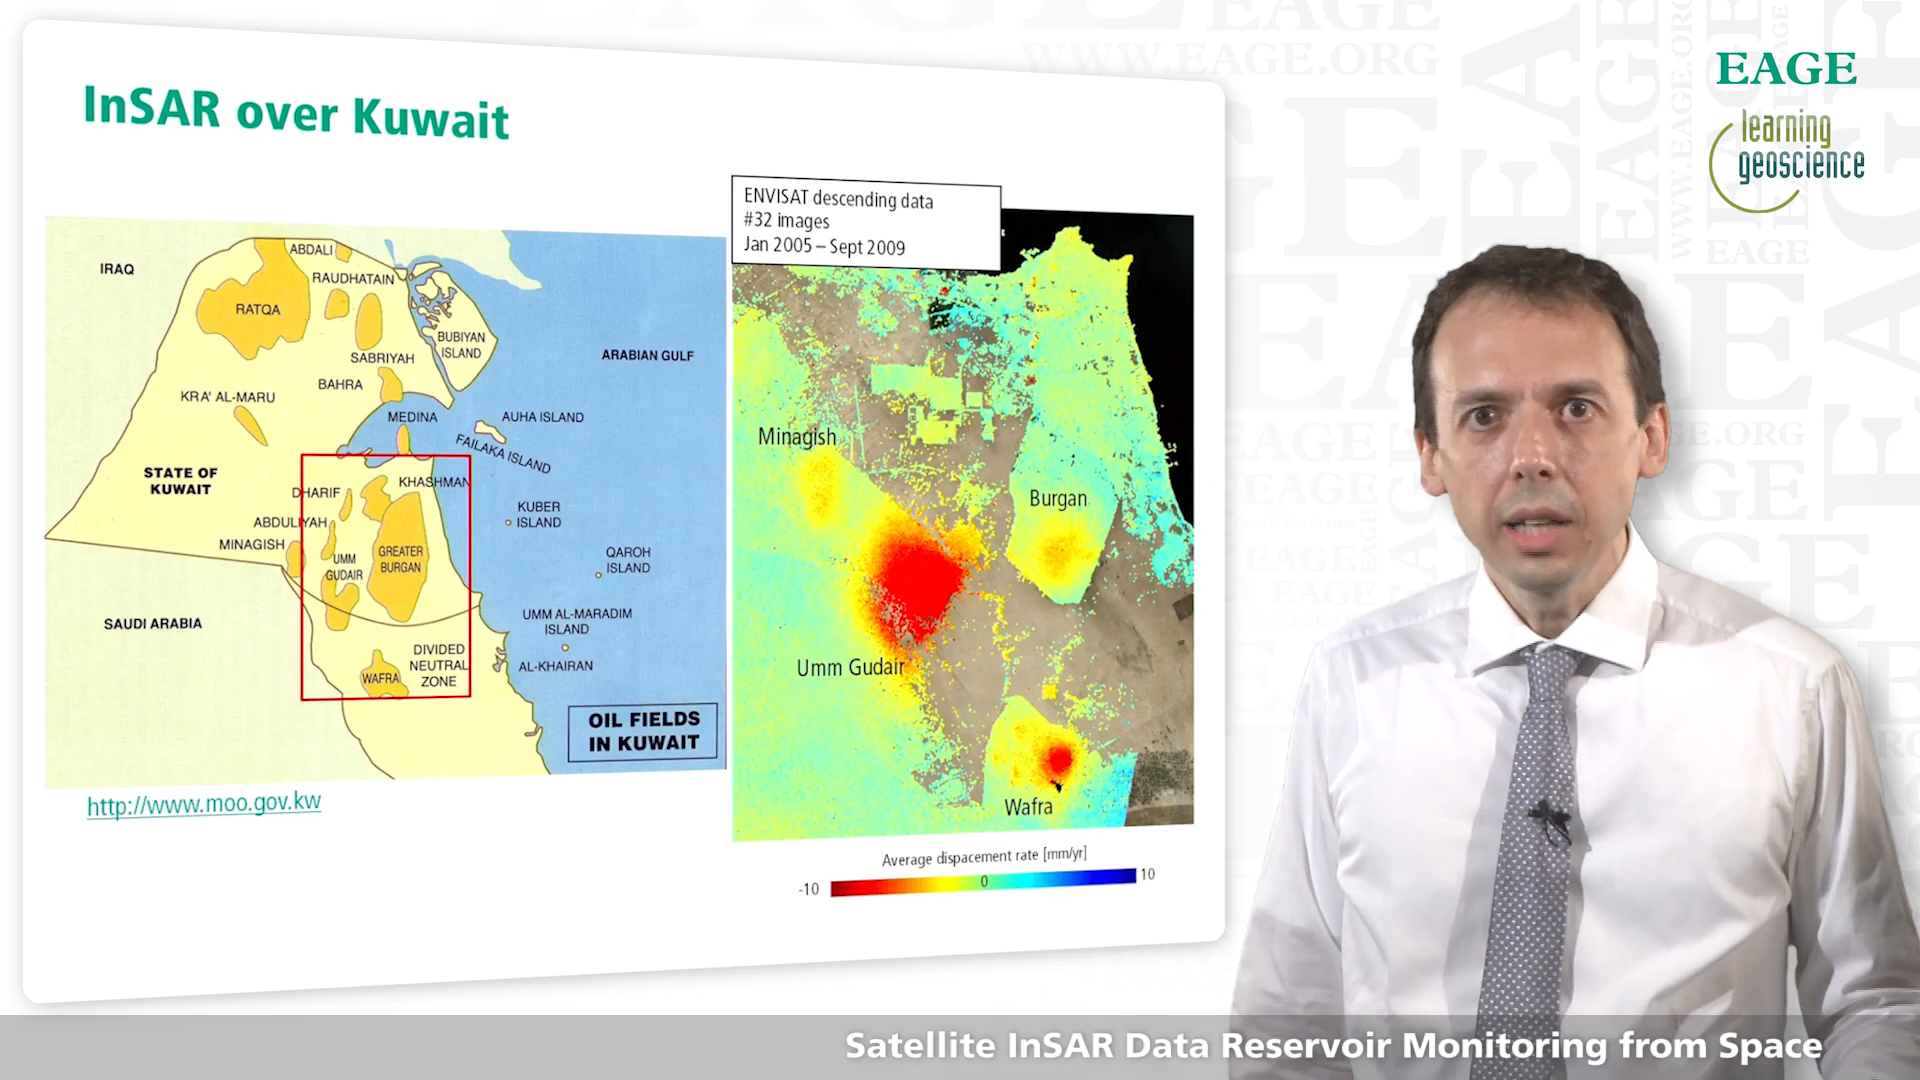 InSAR over Kuwait
IRAQ
ABDALI
RAUDHATAIN
RATQA
BUBIYAN
ISLAND
SABRIYAH
ARABIAN GULF
BAHRA
KRA' AL-MARU
MEDINA
AUHA ISLAND
FAILAKA ISLAND
STATE OF
KUWAIT
KHASHMAN
DHARIF
ABDULIYAH
KUBER
ISLAND
MINAGISH
UMM
GUDAIR
GREATER
BURGAN
QAROH
ISLAND
SAUDI ARABIA
UMM AL-MARADIM
ISLAND
DIVIDED
NEUTRAL
ZONE
AL-KHAIRAN
WAFRA
OIL FIELDS
IN KUWAIT
http://www.moo.gov.kw
ENVISAT descending data
#32 images
Jan 2005 – Sept 2009
Minagish
Burgan
Umm Gudair
Wafra
Average dispacement rate [mm/yr]
-10
0
10
EAGE
learning
geoscience
WWW.EAGE.ORG
Satellite InSAR Data Reservoir Monitoring from Space